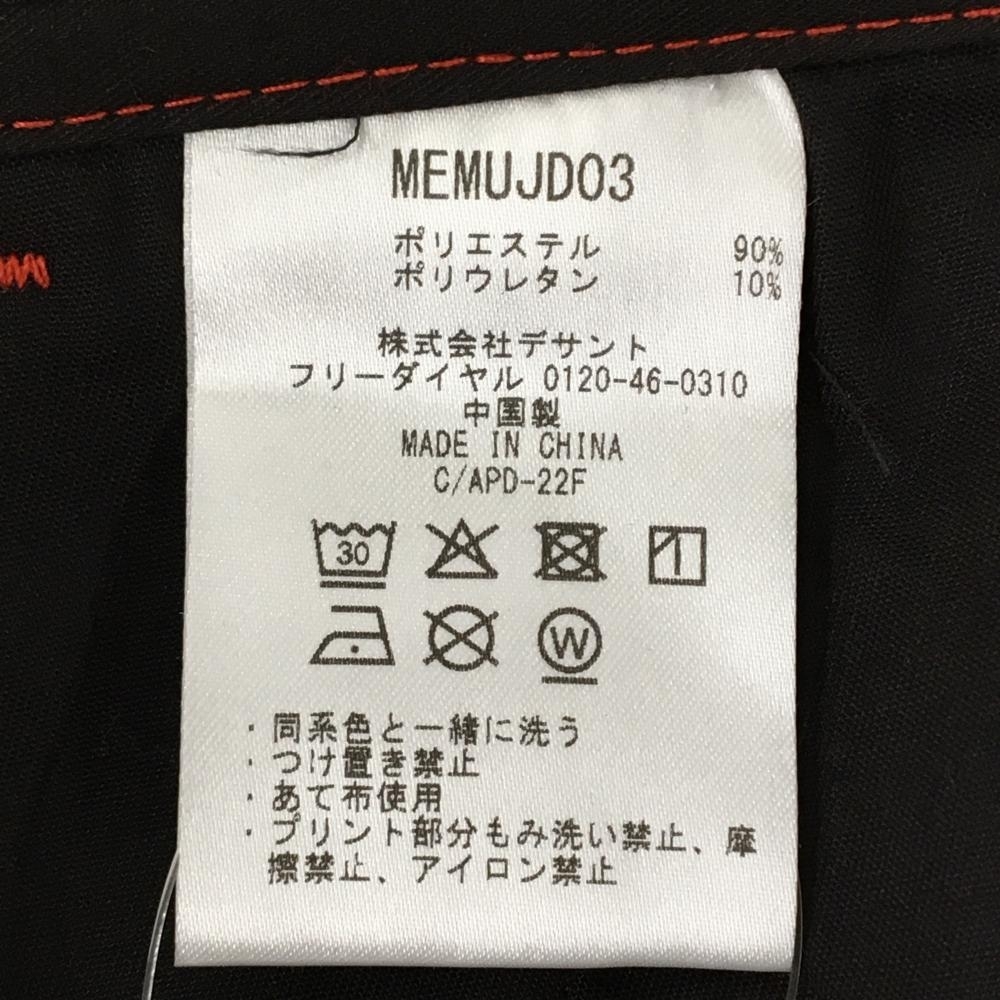 MEMUJD03
ポリエステル 90%
ポリウレタン 10%
株式会社デサント
フリーダイヤル 0120-46-0310
中国製
MADE IN CHINA
C/APD-22F
30
W
・同系色と一緒に洗う
・つけ置き禁止
・あて布使用
・プリント部分もみ洗い禁止、摩
擦禁止、アイロン禁止